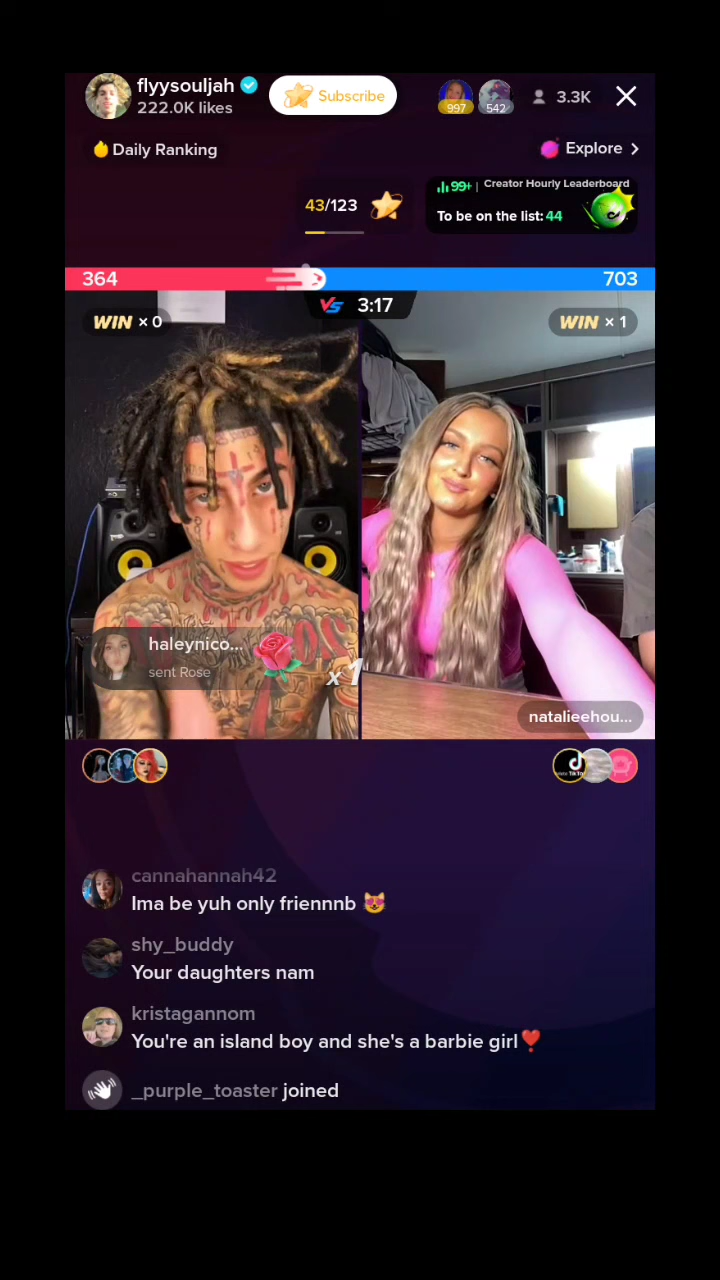 flyysouljah
222.0K likes
Subscribe
997
542
3.3K
Daily Ranking
Explore
43/123
99+ | Creator Hourly Leaderboard
To be on the list: 44
364
703
VS 3:17
WIN x 0
WIN x 1
haleynico...
sent Rose
x1
natalieehou...
TikTok
cannahannah42
Ima be yuh only friennnb
shy_buddy
Your daughters nam
kristagannom
You're an island boy and she's a barbie girl
_purple_toaster joined